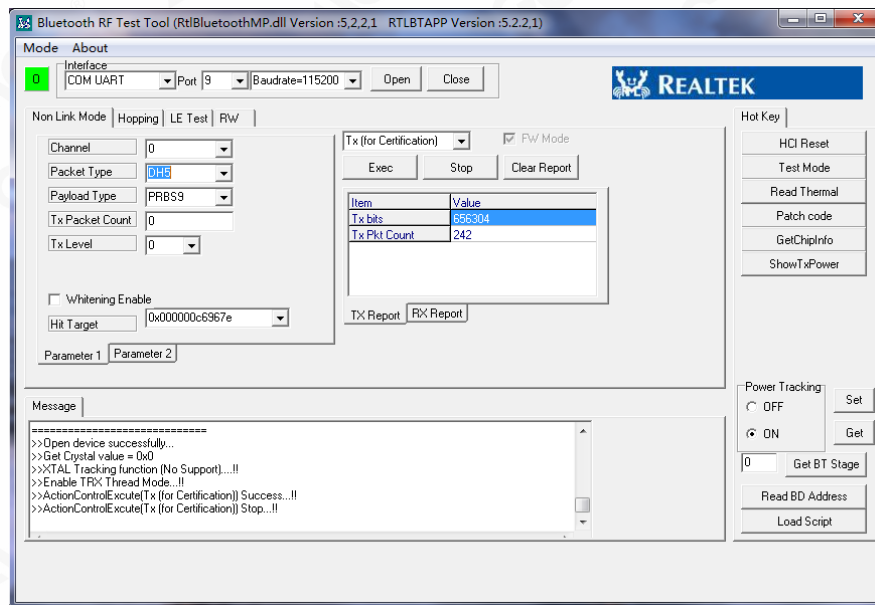 Bluetooth RF Test Tool (RtlBluetoothMP.dll Version :5,2,2,1 RTLBTAPP Version :5.2.2,1)
Mode About
Interface
0 COM UART Port 9 Baudrate=115200 Open Close
REALTEK
Non Link Mode Hopping LE Test RW
Hot Key
Channel 0
Packet Type DH5
Payload Type PRBS9
Tx Packet Count 0
Tx Level 0
Whitening Enable
Hit Target 0x000000c6967e
Parameter 1 Parameter 2
Tx (for Certification) FW Mode
Exec Stop Clear Report
Item Value
Tx bits 656304
Tx Pkt Count 242
TX Report RX Report
HCI Reset
Test Mode
Read Thermal
Patch code
GetChipInfo
ShowTxPower
Message
=============================
>>Open device successfully...
>>Get Crystal value = 0x0
>>XTAL Tracking function (No Support)....!!
>>Enable TRX Thread Mode...!!
>>ActionControlExcute(Tx (for Certification)) Success...!!
>>ActionControlExcute(Tx (for Certification)) Stop...!!
Power Tracking
OFF Set
ON Get
0 Get BT Stage
Read BD Address
Load Script